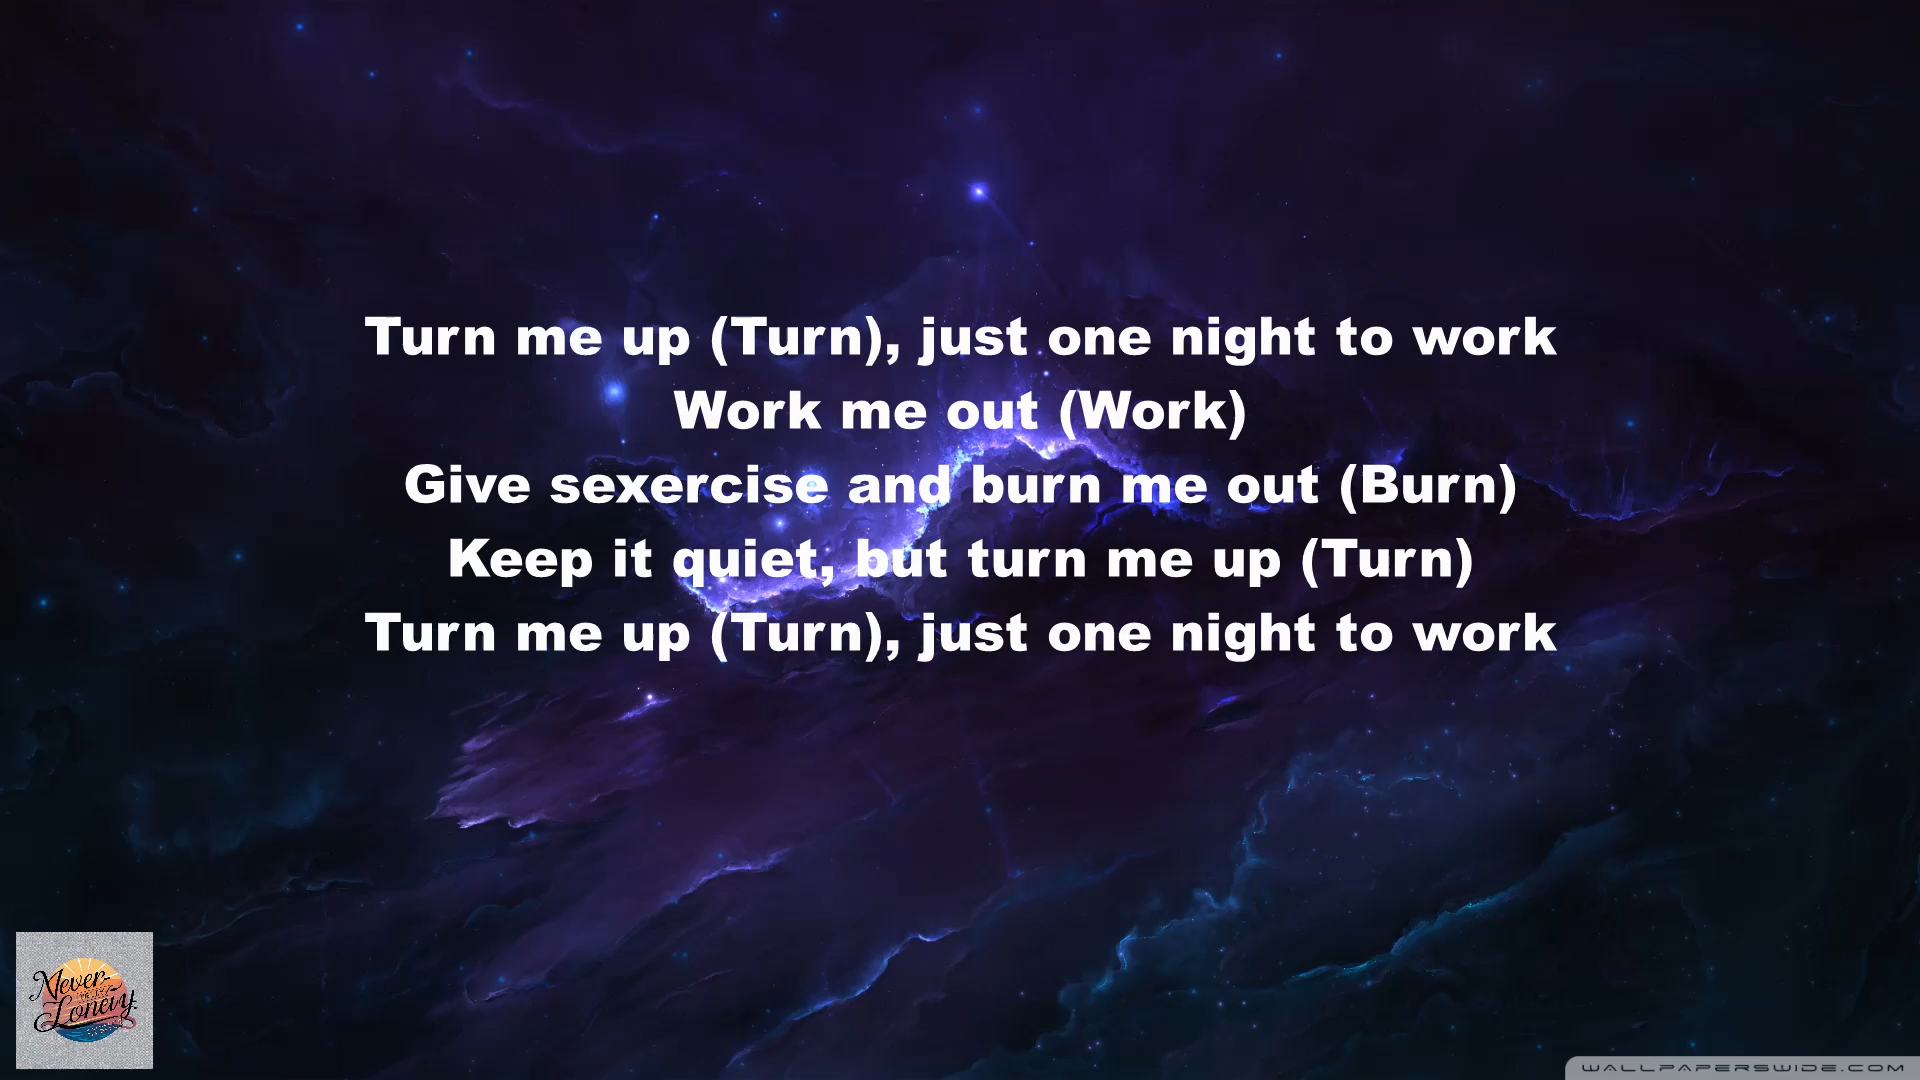 Turn me up (Turn), just one night to work
Work me out (Work)
Give sexercise and burn me out (Burn)
Keep it quiet, but turn me up (Turn)
Turn me up (Turn), just one night to work
Never-
WALLPAPERSWIDE.COM